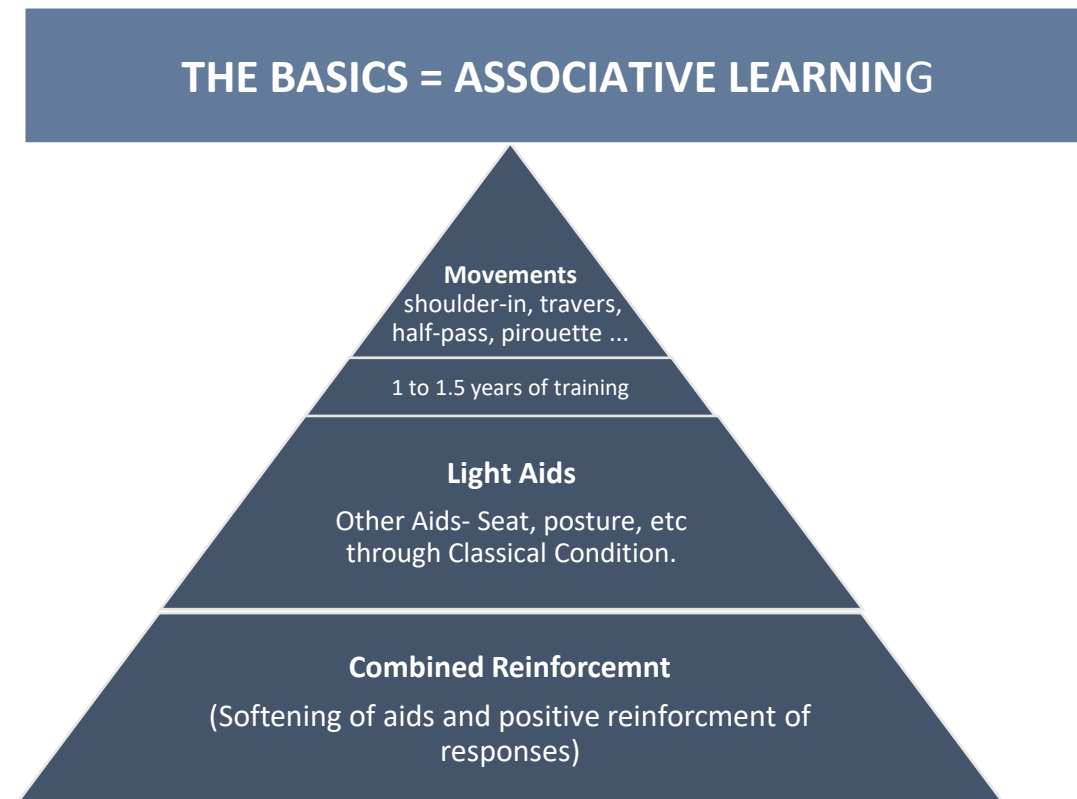 THE BASICS = ASSOCIATIVE LEARNING
Movements
shoulder-in, travers,
half-pass, pirouette ...
1 to 1.5 years of training
Light Aids
Other Aids- Seat, posture, etc
through Classical Condition.
Combined Reinforcemnt
(Softening of aids and positive reinforcment of
responses)